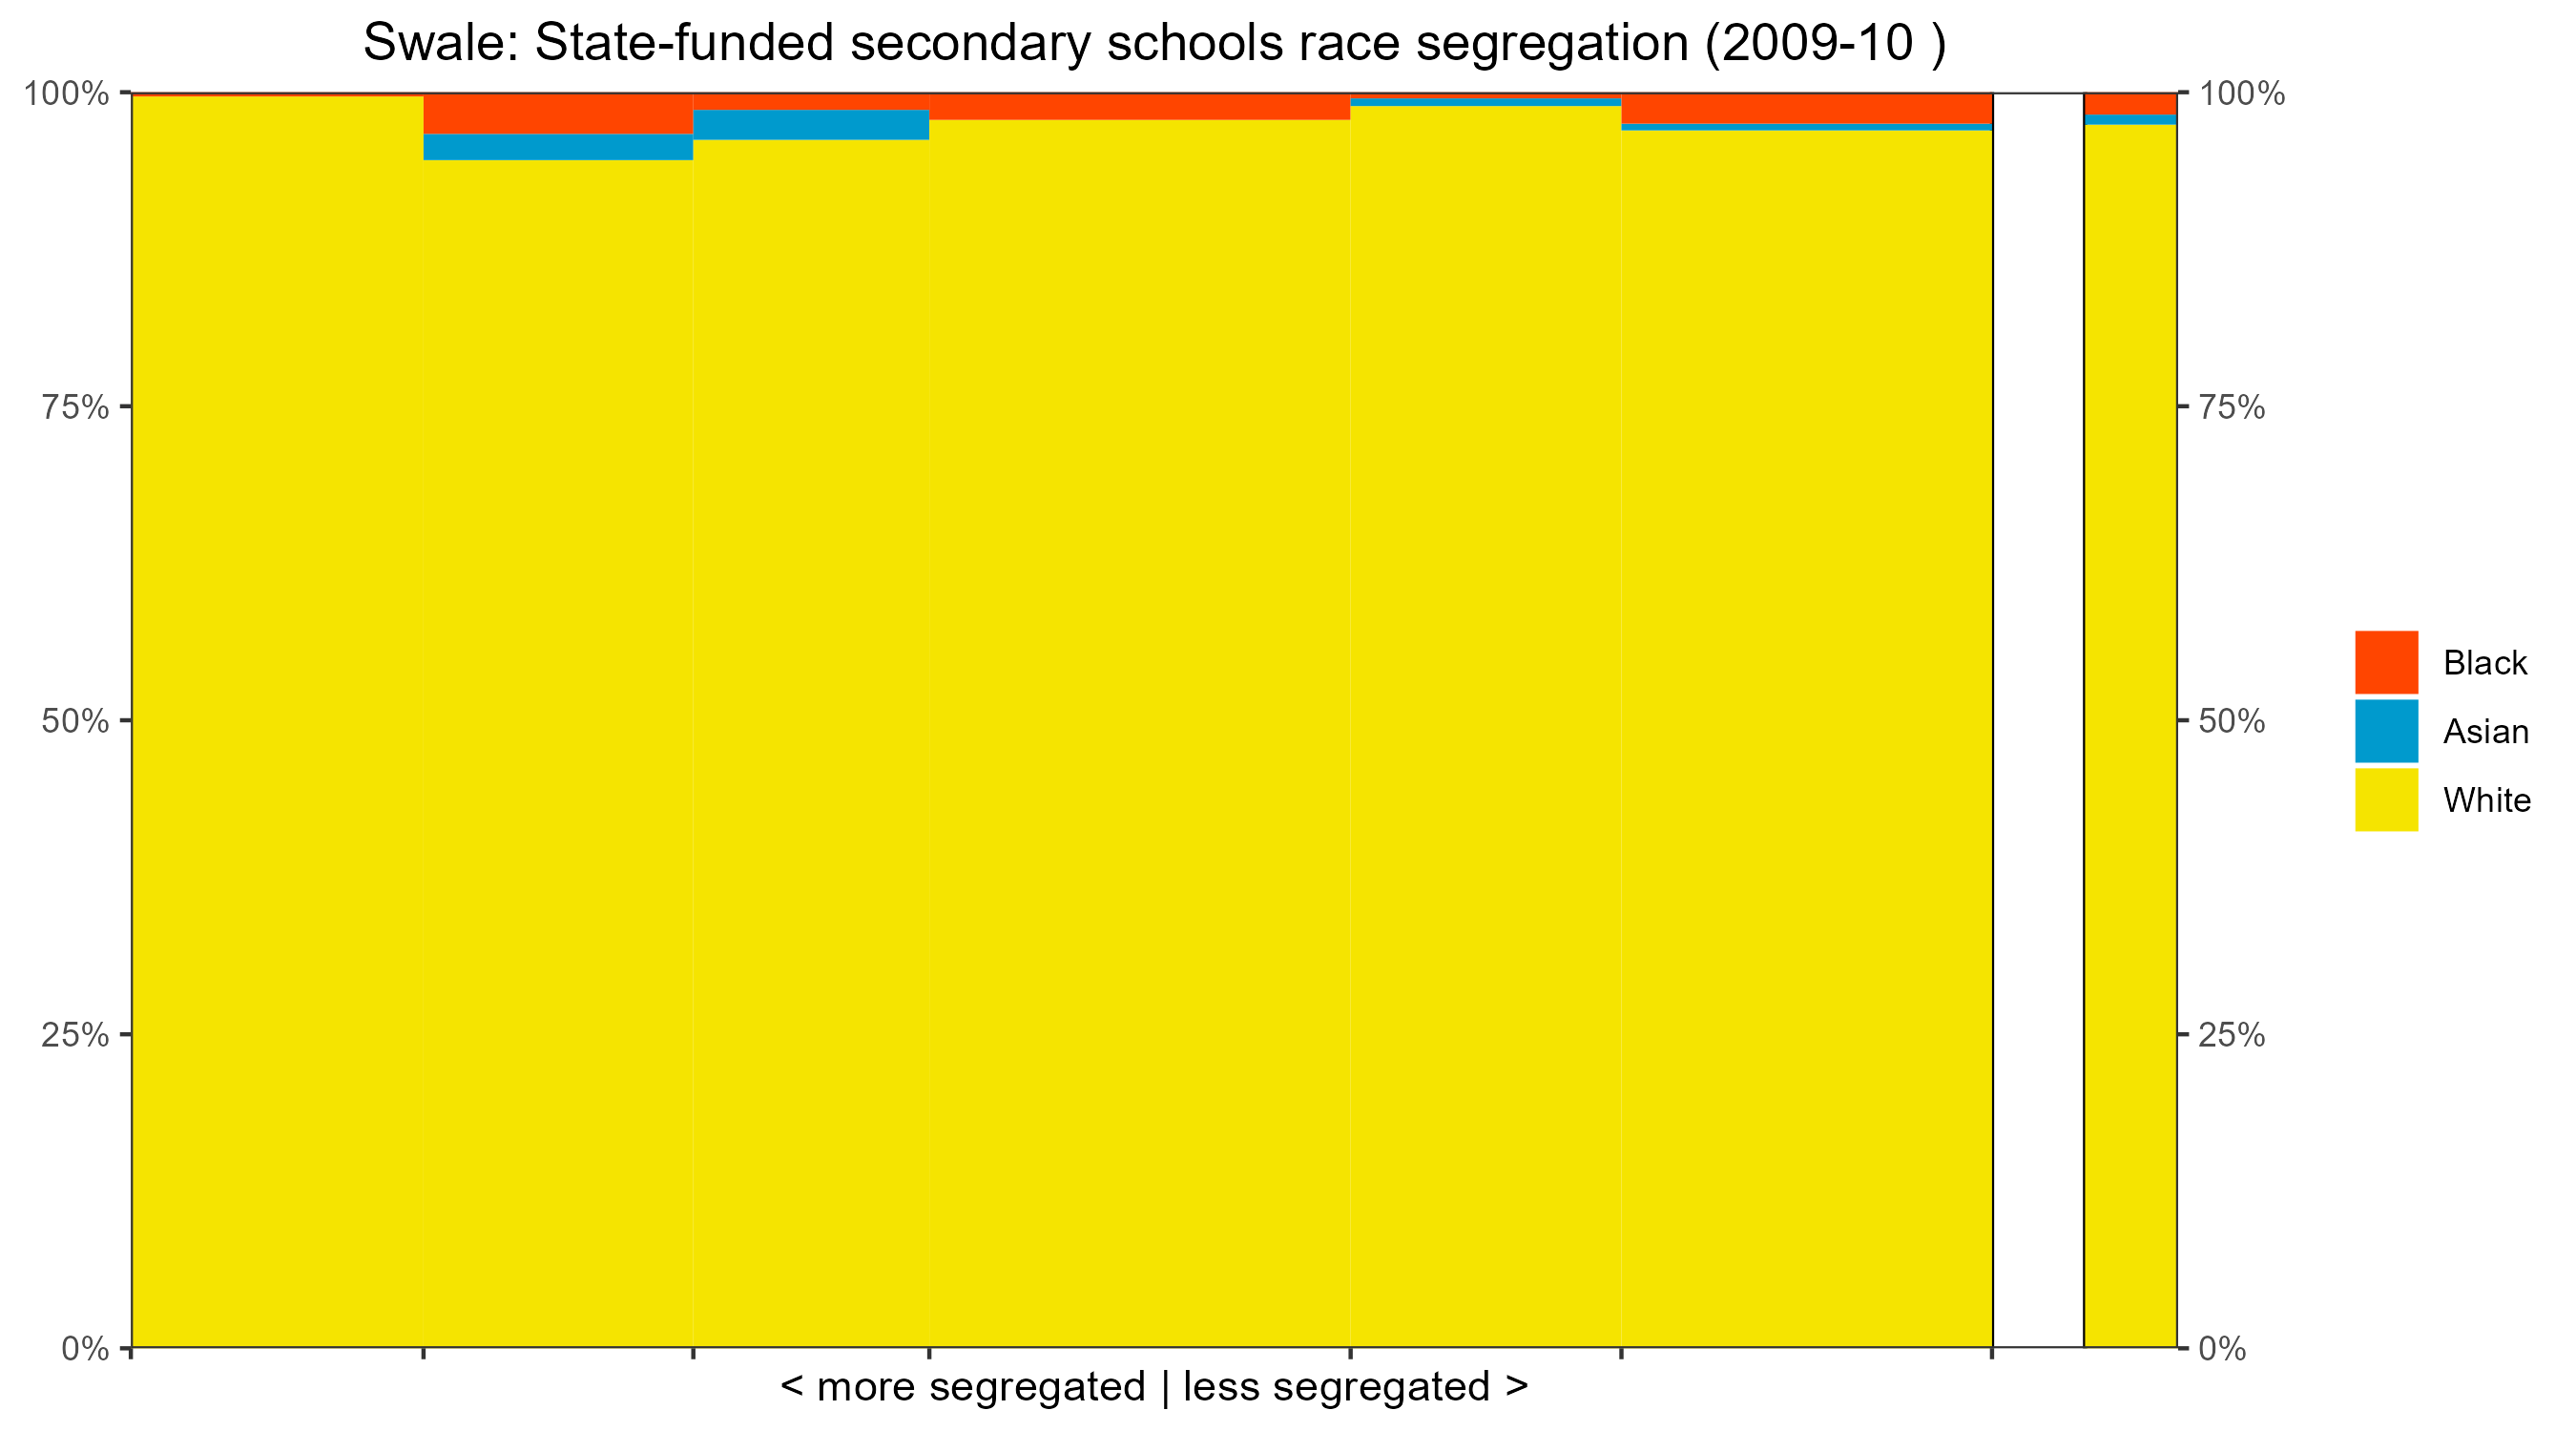 Swale: State-funded secondary schools race segregation (2009-10 )
100%
100%
75%
75%
50%
50%
25%
25%
0%
0%
Black
Asian
White
< more segregated | less segregated >